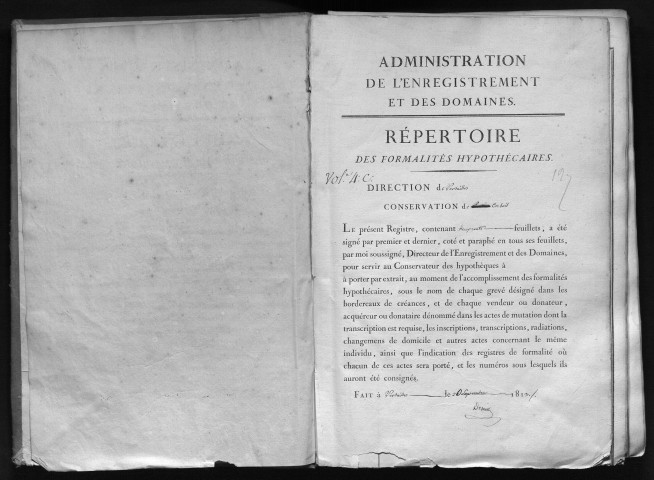 ADMINISTRATION
DE L'ENREGISTREMENT
ET DES DOMAINES.
RÉPERTOIRE
DES FORMALITÉS HYPOTHÉCAIRES.
Vol. 4. C.
DIRECTION de Versailles
CONSERVATION de Corbeil
LE présent Registre, contenant feuillets, a été
signé par premier et dernier, coté et paraphé en tous ses feuillets,
par moi soussigné, Directeur de l'Enregistrement et des Domaines,
pour servir au Conservateur des hypothèques à
à porter par extrait, au moment de l'accomplissement des formalités
hypothécaires, sous le nom de chaque grevé désigné dans les
bordereaux de créances, et de chaque vendeur ou donateur,
acquéreur ou donataire dénommé dans les actes de mutation dont la
transcription est requise, les inscriptions, transcriptions, radiations,
changemens de domicile et autres actes concernant le même
individu, ainsi que l'indication des registres de formalité où
chacun de ces actes sera porté, et les numéros sous lesquels ils
auront été consignés.
FAIT à Versailles le